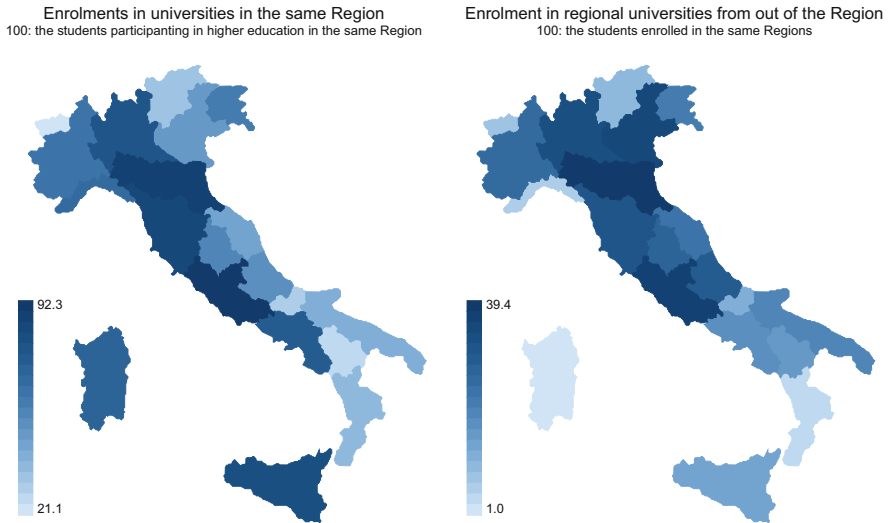 Enrolments in universities in the same Region
100: the students participanting in higher education in the same Region
92.3
21.1
Enrolment in regional universities from out of the Region
100: the students enrolled in the same Regions
39.4
1.0